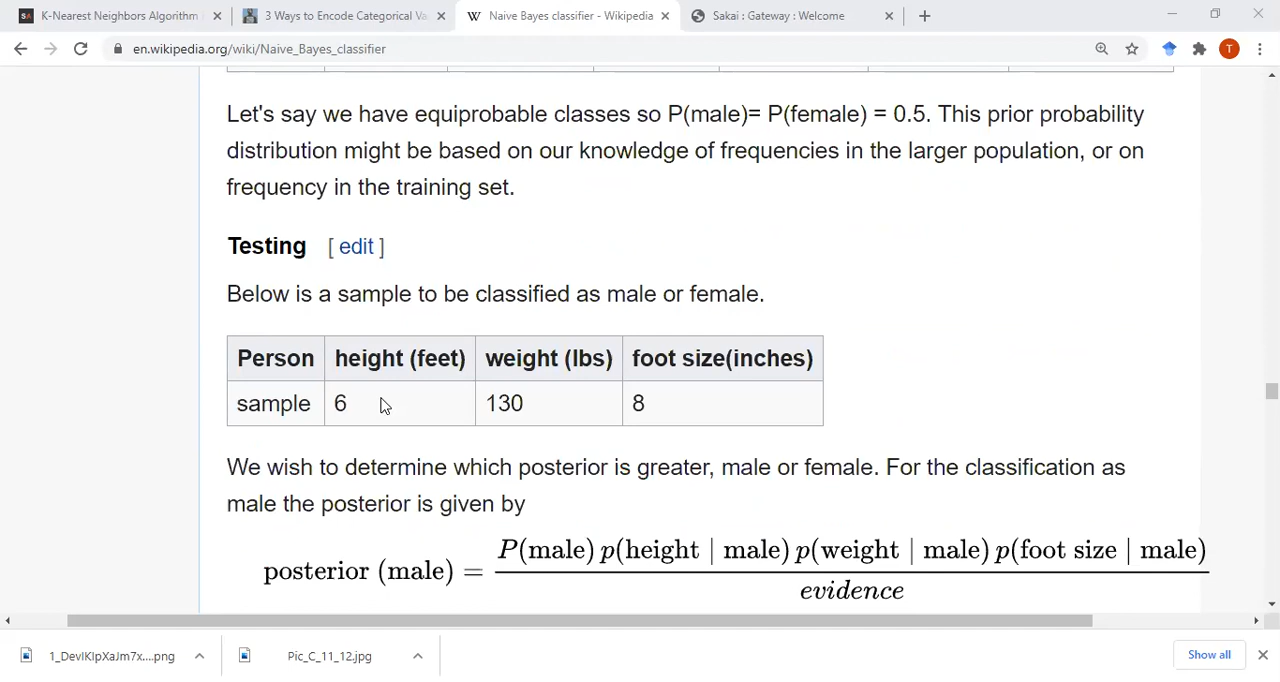 K-Nearest Neighbors Algorithm
3 Ways to Encode Categorical Va
Naive Bayes classifier - Wikipedia
Sakai : Gateway : Welcome
en.wikipedia.org/wiki/Naive_Bayes_classifier
T
Let's say we have equiprobable classes so P(male)= P(female) = 0.5. This prior probability
distribution might be based on our knowledge of frequencies in the larger population, or on
frequency in the training set.
Testing [ edit ]
Below is a sample to be classified as male or female.
Person height (feet) weight (lbs) foot size(inches)
sample 6 130 8
We wish to determine which posterior is greater, male or female. For the classification as
male the posterior is given by
posterior (male) = P(male) p(height | male) p(weight | male) p(foot size | male)
evidence
1_DevIKlpXaJm7x....png
Pic_C_11_12.jpg
Show all